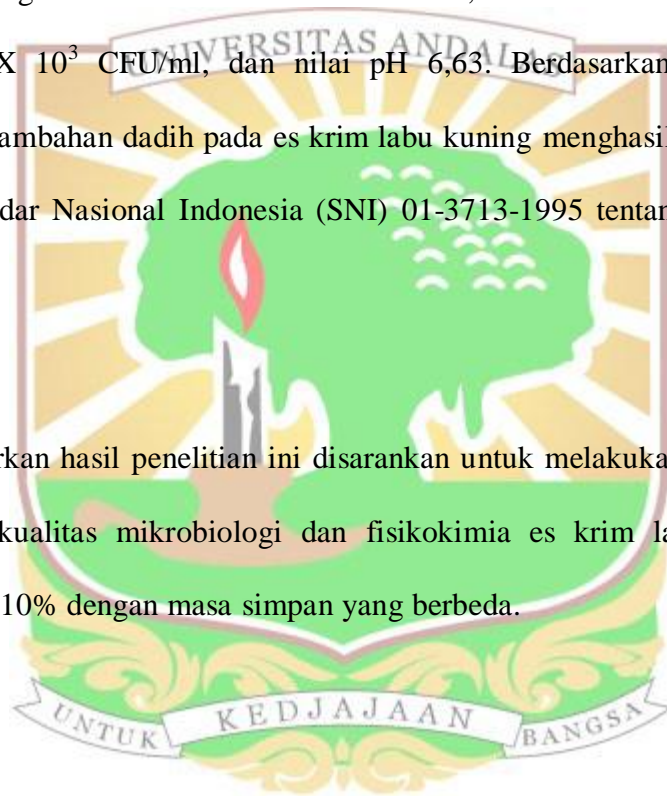 UNIVERSITAS ANDALAS
X 10³ CFU/ml, dan nilai pH 6,63. Berdasarkan
ambahan dadih pada es krim labu kuning menghasil
dar Nasional Indonesia (SNI) 01-3713-1995 tentan
rkan hasil penelitian ini disarankan untuk melakuka
kualitas mikrobiologi dan fisikokimia es krim la
10% dengan masa simpan yang berbeda.
UNTUK KEDJAJAAN BANGSA